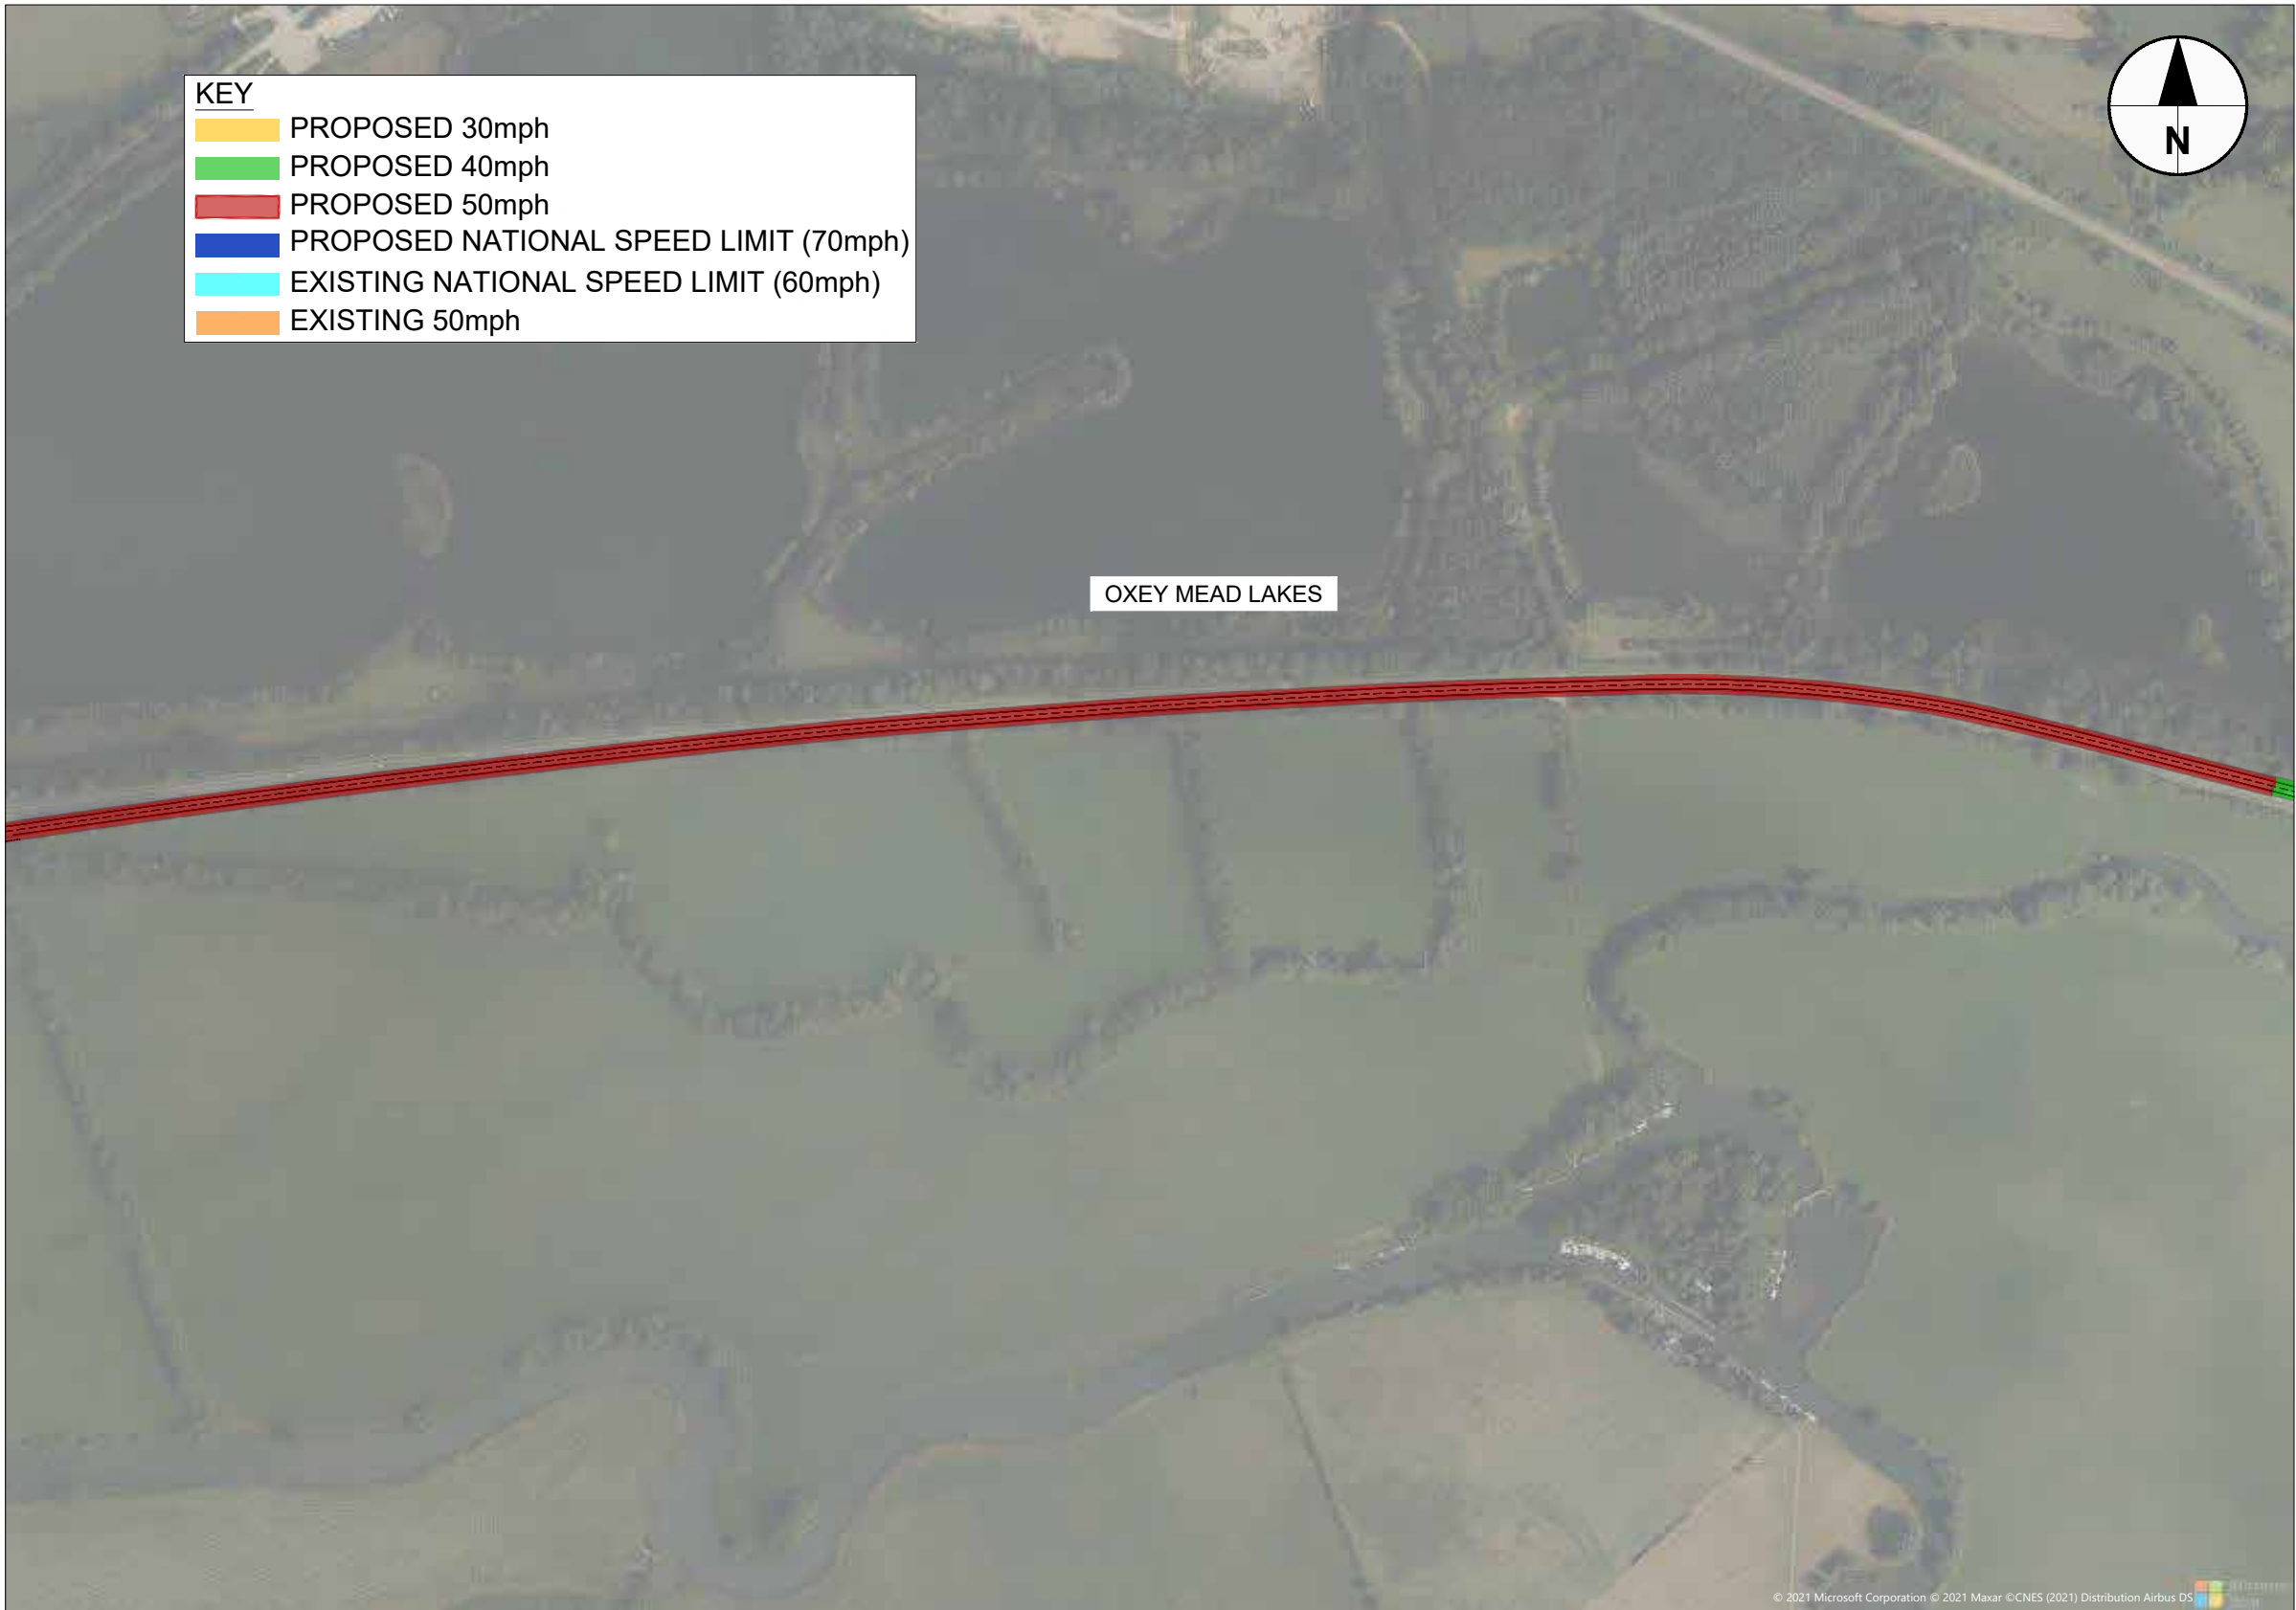 KEY
PROPOSED 30mph
PROPOSED 40mph
PROPOSED 50mph
PROPOSED NATIONAL SPEED LIMIT (70mph)
EXISTING NATIONAL SPEED LIMIT (60mph)
EXISTING 50mph
N
OXEY MEAD LAKES
© 2021 Microsoft Corporation © 2021 Maxar ©CNES (2021) Distribution Airbus DS